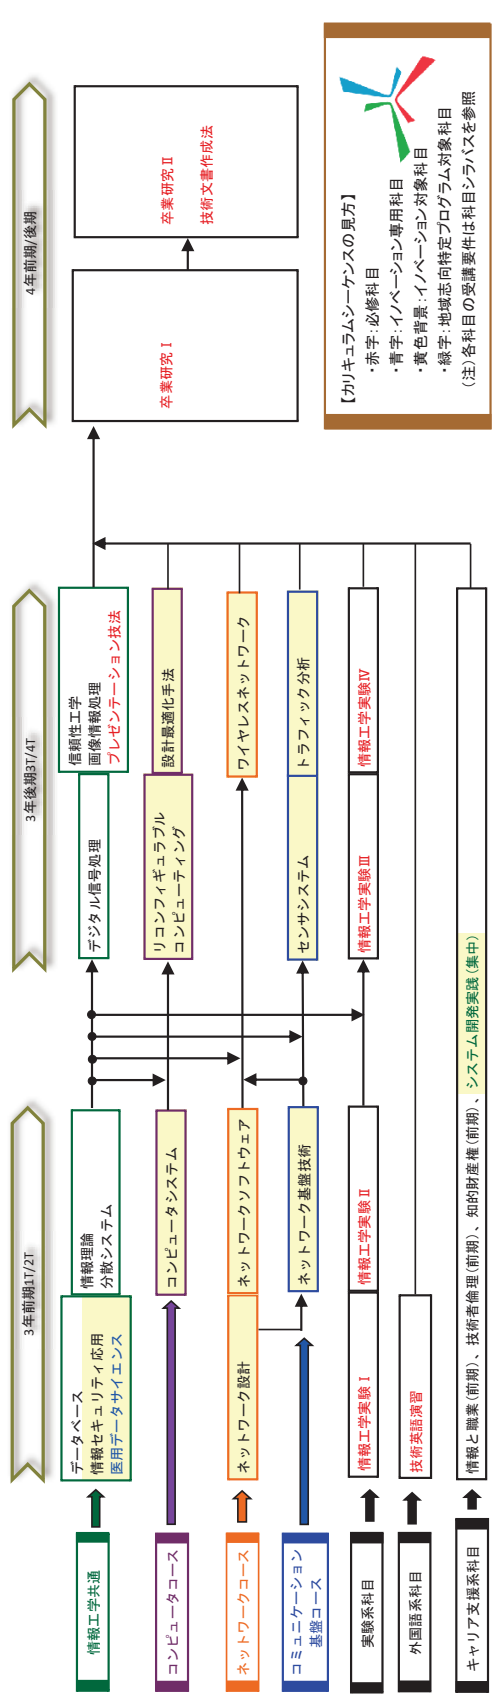 3年前期1T/2T
3年後期3T/4T
4年前期/後期
情報工学共通
データベース
情報セキュリティ応用
医用データサイエンス
情報理論
分散システム
デジタル信号処理
信頼性工学
画像情報処理
プレゼンテーション技法
卒業研究Ⅰ
卒業研究Ⅱ
技術文書作成法
コンピュータコース
コンピュータシステム
リコンフィギュラブル
コンピューティング
設計最適化手法
ネットワークコース
ネットワーク設計
ネットワークソフトウェア
ワイヤレスネットワーク
コミュニケーション
基盤コース
ネットワーク基盤技術
センサシステム
トラフィック分析
実験系科目
情報工学実験Ⅰ
情報工学実験Ⅱ
情報工学実験Ⅲ
情報工学実験Ⅳ
外国語系科目
技術英語演習
キャリア支援系科目
情報と職業(前期)、技術者倫理(前期)、知的財産権(前期)、システム開発実践(集中)
【カリキュラムシーケンスの見方】
・赤字:必修科目
・青字:イノベーション専用科目
・黄色背景:イノベーション対象科目
・緑字:地域志向特定プログラム対象科目
(注)各科目の受講要件は科目シラバスを参照